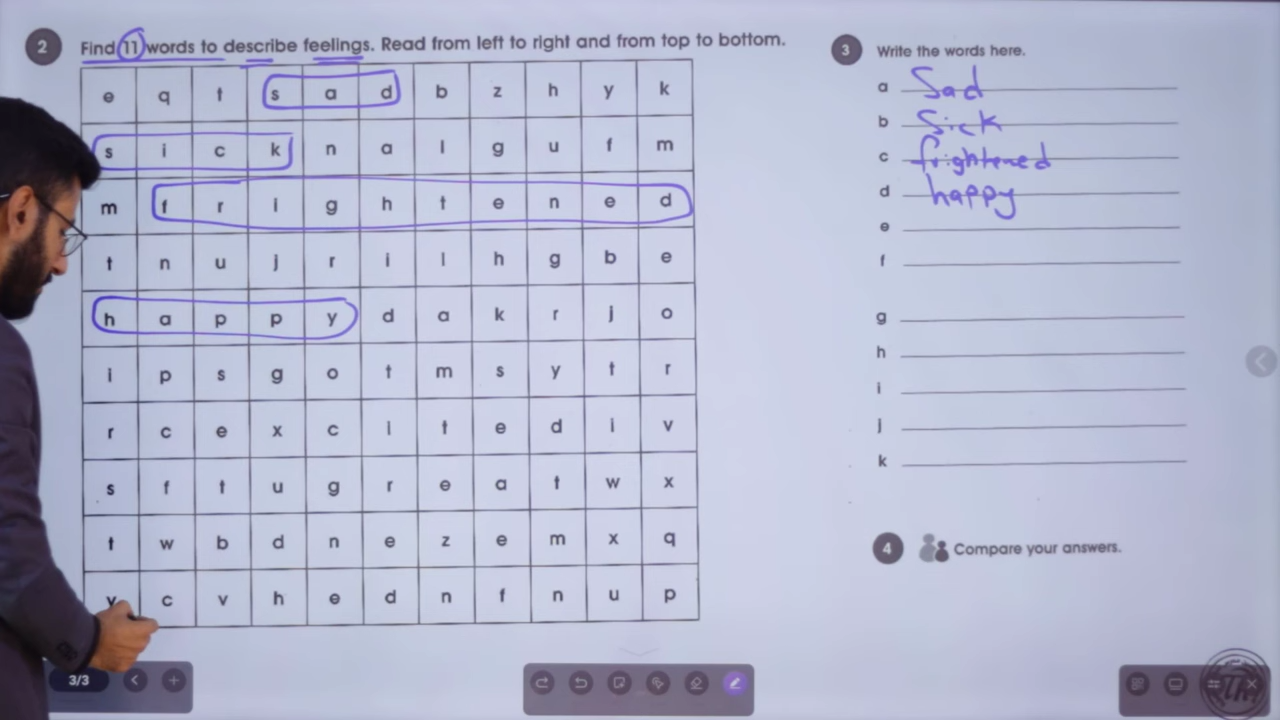 2 Find 11 words to describe feelings. Read from left to right and from top to bottom.
e q t s a d b z h y k
s i c k n a l g u f m
m f r i g h t e n e d
t n u j r i l h g b e
h a p p y d a k r j o
i p s g o t m s y t r
r c e x c i t e d i v
s f t u g r e a t w x
t w b d n e z e m x q
y c v h e d n f n u p
3 Write the words here.
a Sad
b Sick
c frightened
d happy
e
f
g
h
i
j
k
4 Compare your answers.
3/3